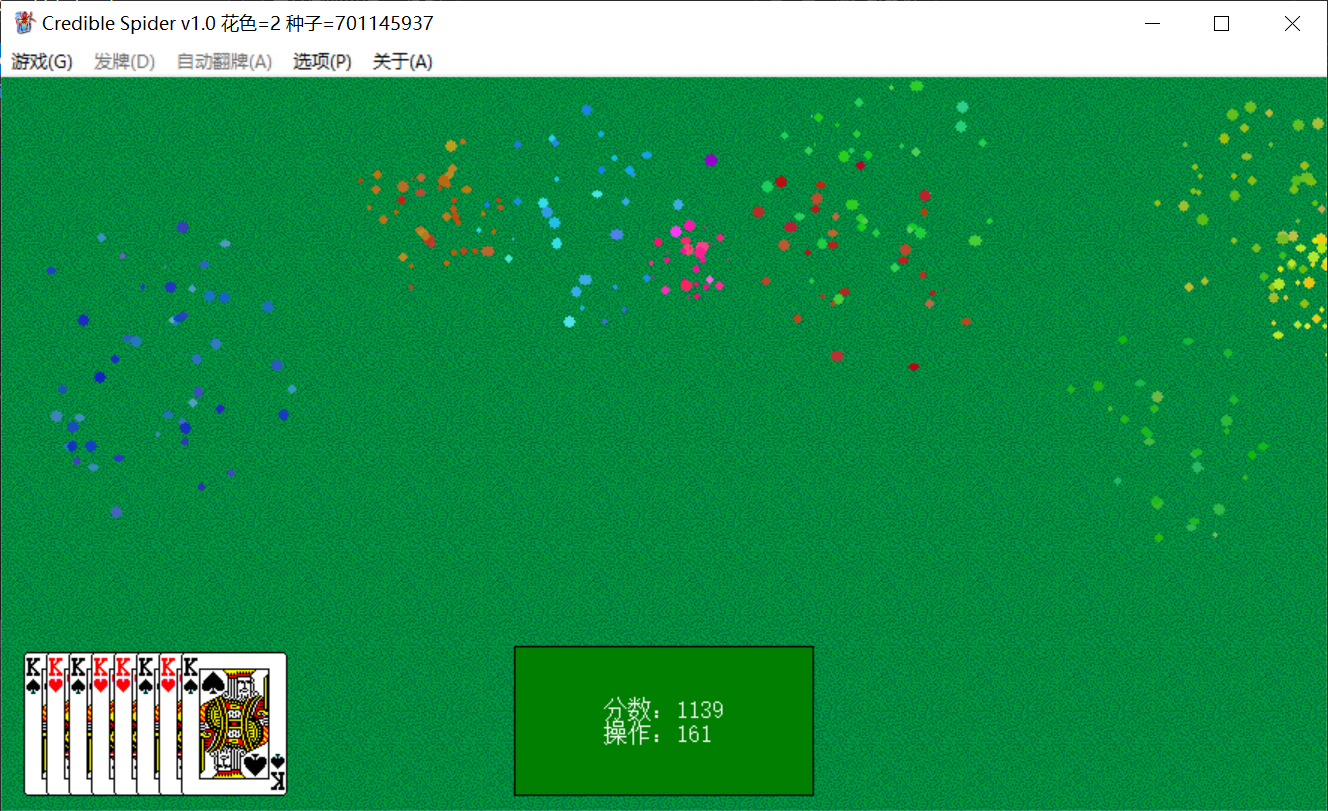 Credible Spider v1.0 花色=2 种子=701145937
游戏(G) 发牌(D) 自动翻牌(A) 选项(P) 关于(A)
K K K K K K K K
分数：1139
操作：161
K